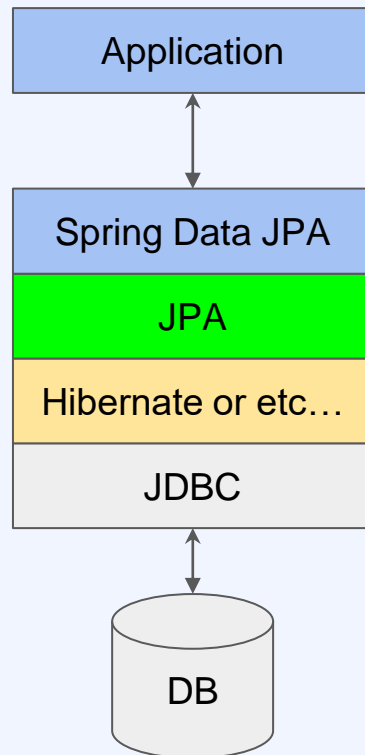 Application
Spring Data JPA
JPA
Hibernate or etc…
JDBC
DB